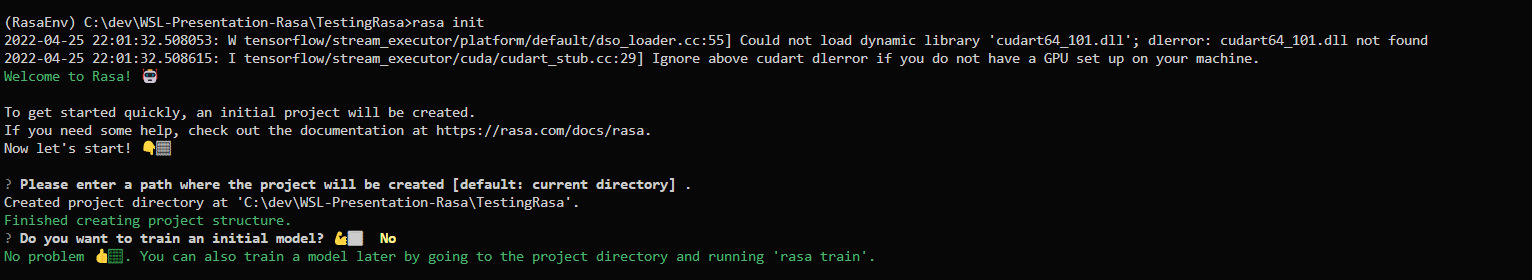 (RasaEnv) C:\dev\WSL-Presentation-Rasa\TestingRasa>rasa init
2022-04-25 22:01:32.508053: W tensorflow/stream_executor/platform/default/dso_loader.cc:55] Could not load dynamic library 'cudart64_101.dll'; dlerror: cudart64_101.dll not found
2022-04-25 22:01:32.508615: I tensorflow/stream_executor/cuda/cudart_stub.cc:29] Ignore above cudart dlerror if you do not have a GPU set up on your machine.
Welcome to Rasa! 🤖
To get started quickly, an initial project will be created.
If you need some help, check out the documentation at https://rasa.com/docs/rasa.
Now let's start! 👇
? Please enter a path where the project will be created [default: current directory] .
Created project directory at 'C:\dev\WSL-Presentation-Rasa\TestingRasa'.
Finished creating project structure.
? Do you want to train an initial model? 💪 No
No problem 👍. You can also train a model later by going to the project directory and running 'rasa train'.